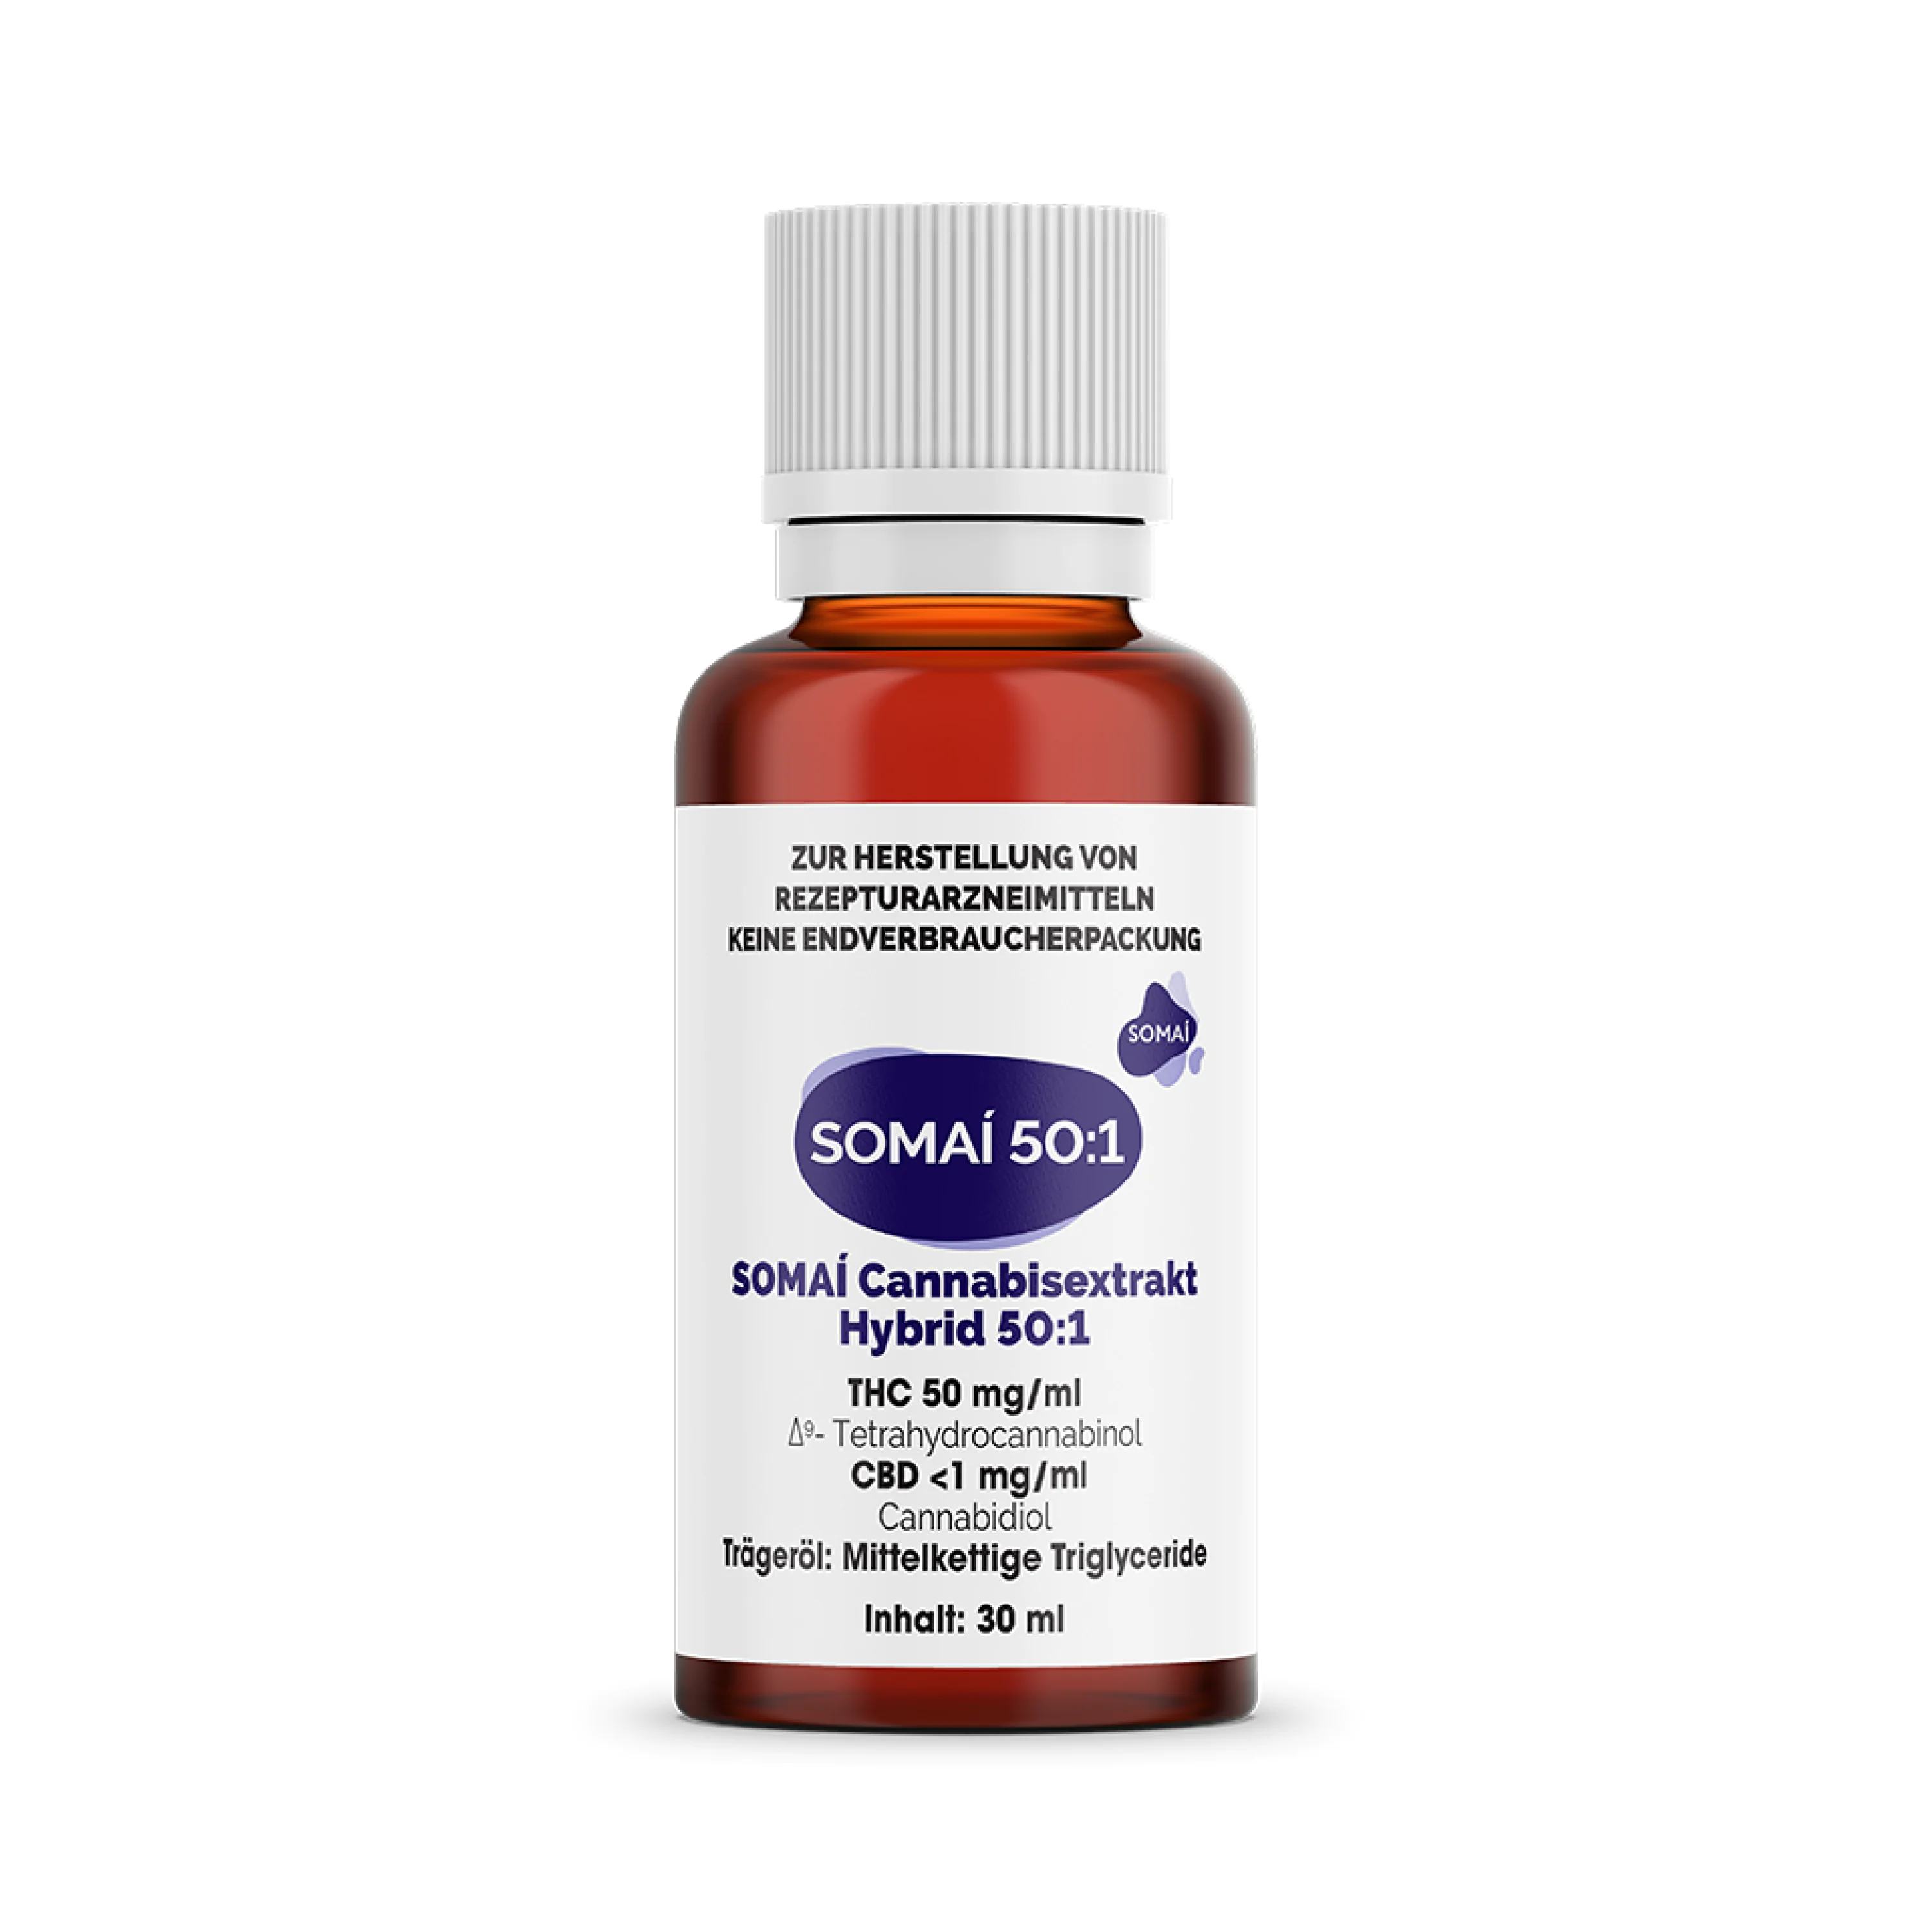 ZUR HERSTELLUNG VON
REZEPTURARZNEIMITTELN
KEINE ENDVERBRAUCHERPACKUNG
SOMAÍ
SOMAÍ 50:1
SOMAÍ Cannabisextrakt
Hybrid 50:1
THC 50 mg/ml
Δ⁹- Tetrahydrocannabinol
CBD <1 mg/ml
Cannabidiol
Trägeröl: Mittelkettige Triglyceride
Inhalt: 30 ml